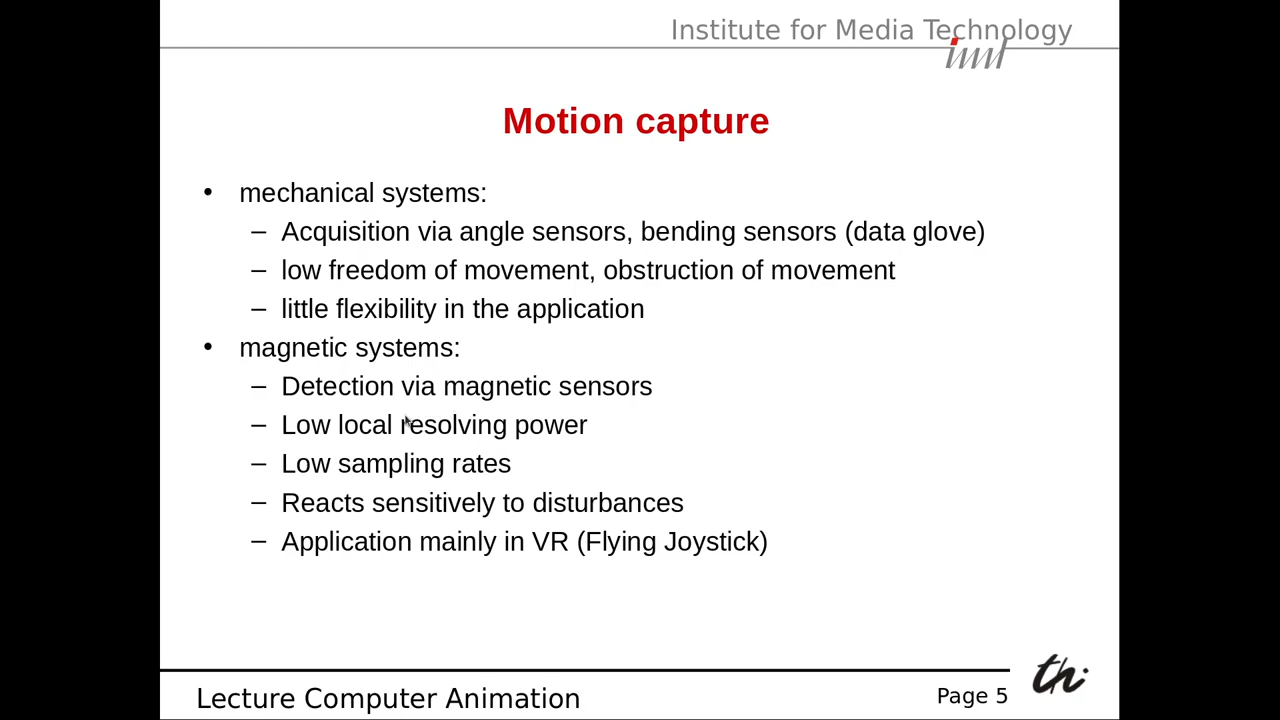 Institute for Media Technology
imt
Motion capture
• mechanical systems:
– Acquisition via angle sensors, bending sensors (data glove)
– low freedom of movement, obstruction of movement
– little flexibility in the application
• magnetic systems:
– Detection via magnetic sensors
– Low local resolving power
– Low sampling rates
– Reacts sensitively to disturbances
– Application mainly in VR (Flying Joystick)
th
Lecture Computer Animation
Page 5